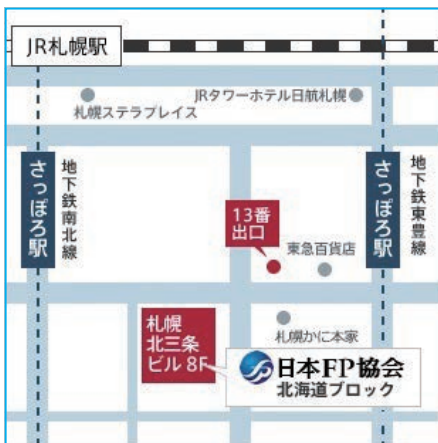 JR札幌駅
JRタワーホテル日航札幌
札幌ステラプレイス
さっぽろ駅
地下鉄南北線
13番
出口
東急百貨店
さっぽろ駅
地下鉄東豊線
札幌かに本家
札幌
北三条
ビル 8F
日本FP協会
北海道ブロック